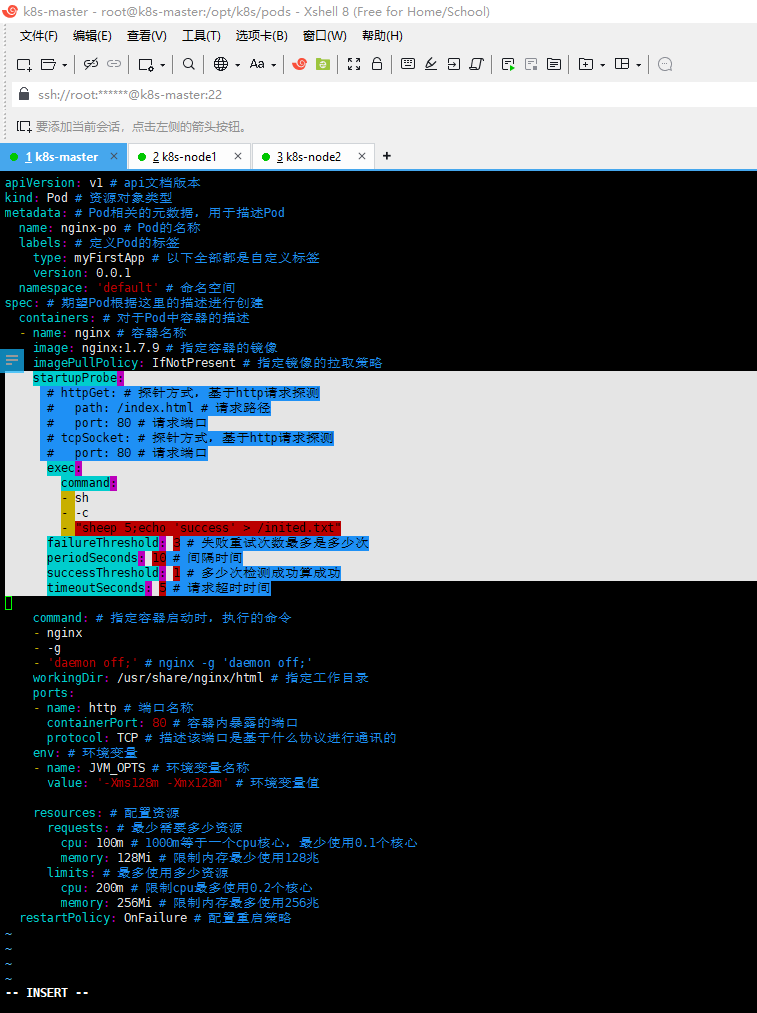 k8s-master - root@k8s-master:/opt/k8s/pods - Xshell 8 (Free for Home/School)
文件(F) 编辑(E) 查看(V) 工具(T) 选项卡(B) 窗口(W) 帮助(H)
Aa
ssh://root:******@k8s-master:22
要添加当前会话，点击左侧的箭头按钮。
1 k8s-master × 2 k8s-node1 × 3 k8s-node2 × +
apiVersion: v1 # api文档版本
kind: Pod # 资源对象类型
metadata: # Pod相关的元数据，用于描述Pod
  name: nginx-po # Pod的名称
  labels: # 定义Pod的标签
    type: myFirstApp # 以下全部都是自定义标签
    version: 0.0.1
  namespace: 'default' # 命名空间
spec: # 期望Pod根据这里的描述进行创建
  containers: # 对于Pod中容器的描述
  - name: nginx # 容器名称
    image: nginx:1.7.9 # 指定容器的镜像
    imagePullPolicy: IfNotPresent # 指定镜像的拉取策略
    startupProbe:
      # httpGet: # 探针方式，基于http请求探测
      #   path: /index.html # 请求路径
      #   port: 80 # 请求端口
      # tcpSocket: # 探针方式，基于http请求探测
      #   port: 80 # 请求端口
      exec:
        command:
        - sh
        - -c
        - "sheep 5;echo 'success' > /inited.txt"
      failureThreshold: 3 # 失败重试次数最多是多少次
      periodSeconds: 10 # 间隔时间
      successThreshold: 1 # 多少次检测成功算成功
      timeoutSeconds: 5 # 请求超时时间
    command: # 指定容器启动时，执行的命令
    - nginx
    - -g
    - 'daemon off;' # nginx -g 'daemon off;'
    workingDir: /usr/share/nginx/html # 指定工作目录
    ports:
    - name: http # 端口名称
      containerPort: 80 # 容器内暴露的端口
      protocol: TCP # 描述该端口是基于什么协议进行通讯的
    env: # 环境变量
    - name: JVM_OPTS # 环境变量名称
      value: '-Xms128m -Xmx128m' # 环境变量值
    resources: # 配置资源
      requests: # 最少需要多少资源
        cpu: 100m # 1000m等于一个cpu核心，最少使用0.1个核心
        memory: 128Mi # 限制内存最少使用128兆
      limits: # 最多使用多少资源
        cpu: 200m # 限制cpu最多使用0.2个核心
        memory: 256Mi # 限制内存最多使用256兆
  restartPolicy: OnFailure # 配置重启策略
~
~
~
~
-- INSERT --